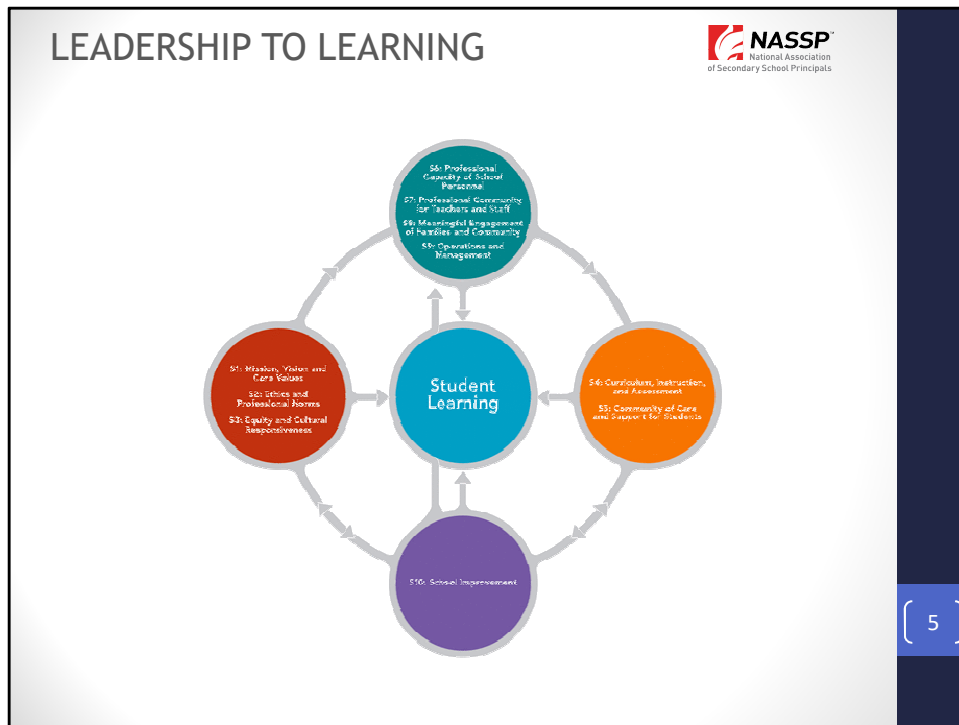 LEADERSHIP TO LEARNING
NASSP™
National Association
of Secondary School Principals
S6: Professional
Capacity of School
Personnel
S7: Professional Community
for Teachers and Staff
S8: Meaningful Engagement
of Families and Community
S9: Operations and
Management
S1: Mission, Vision and
Core Values
S2: Ethics and
Professional Norms
S3: Equity and Cultural
Responsiveness
Student
Learning
S4: Curriculum, Instruction,
and Assessment
S5: Community of Care
and Support for Students
S10: School Improvement
5